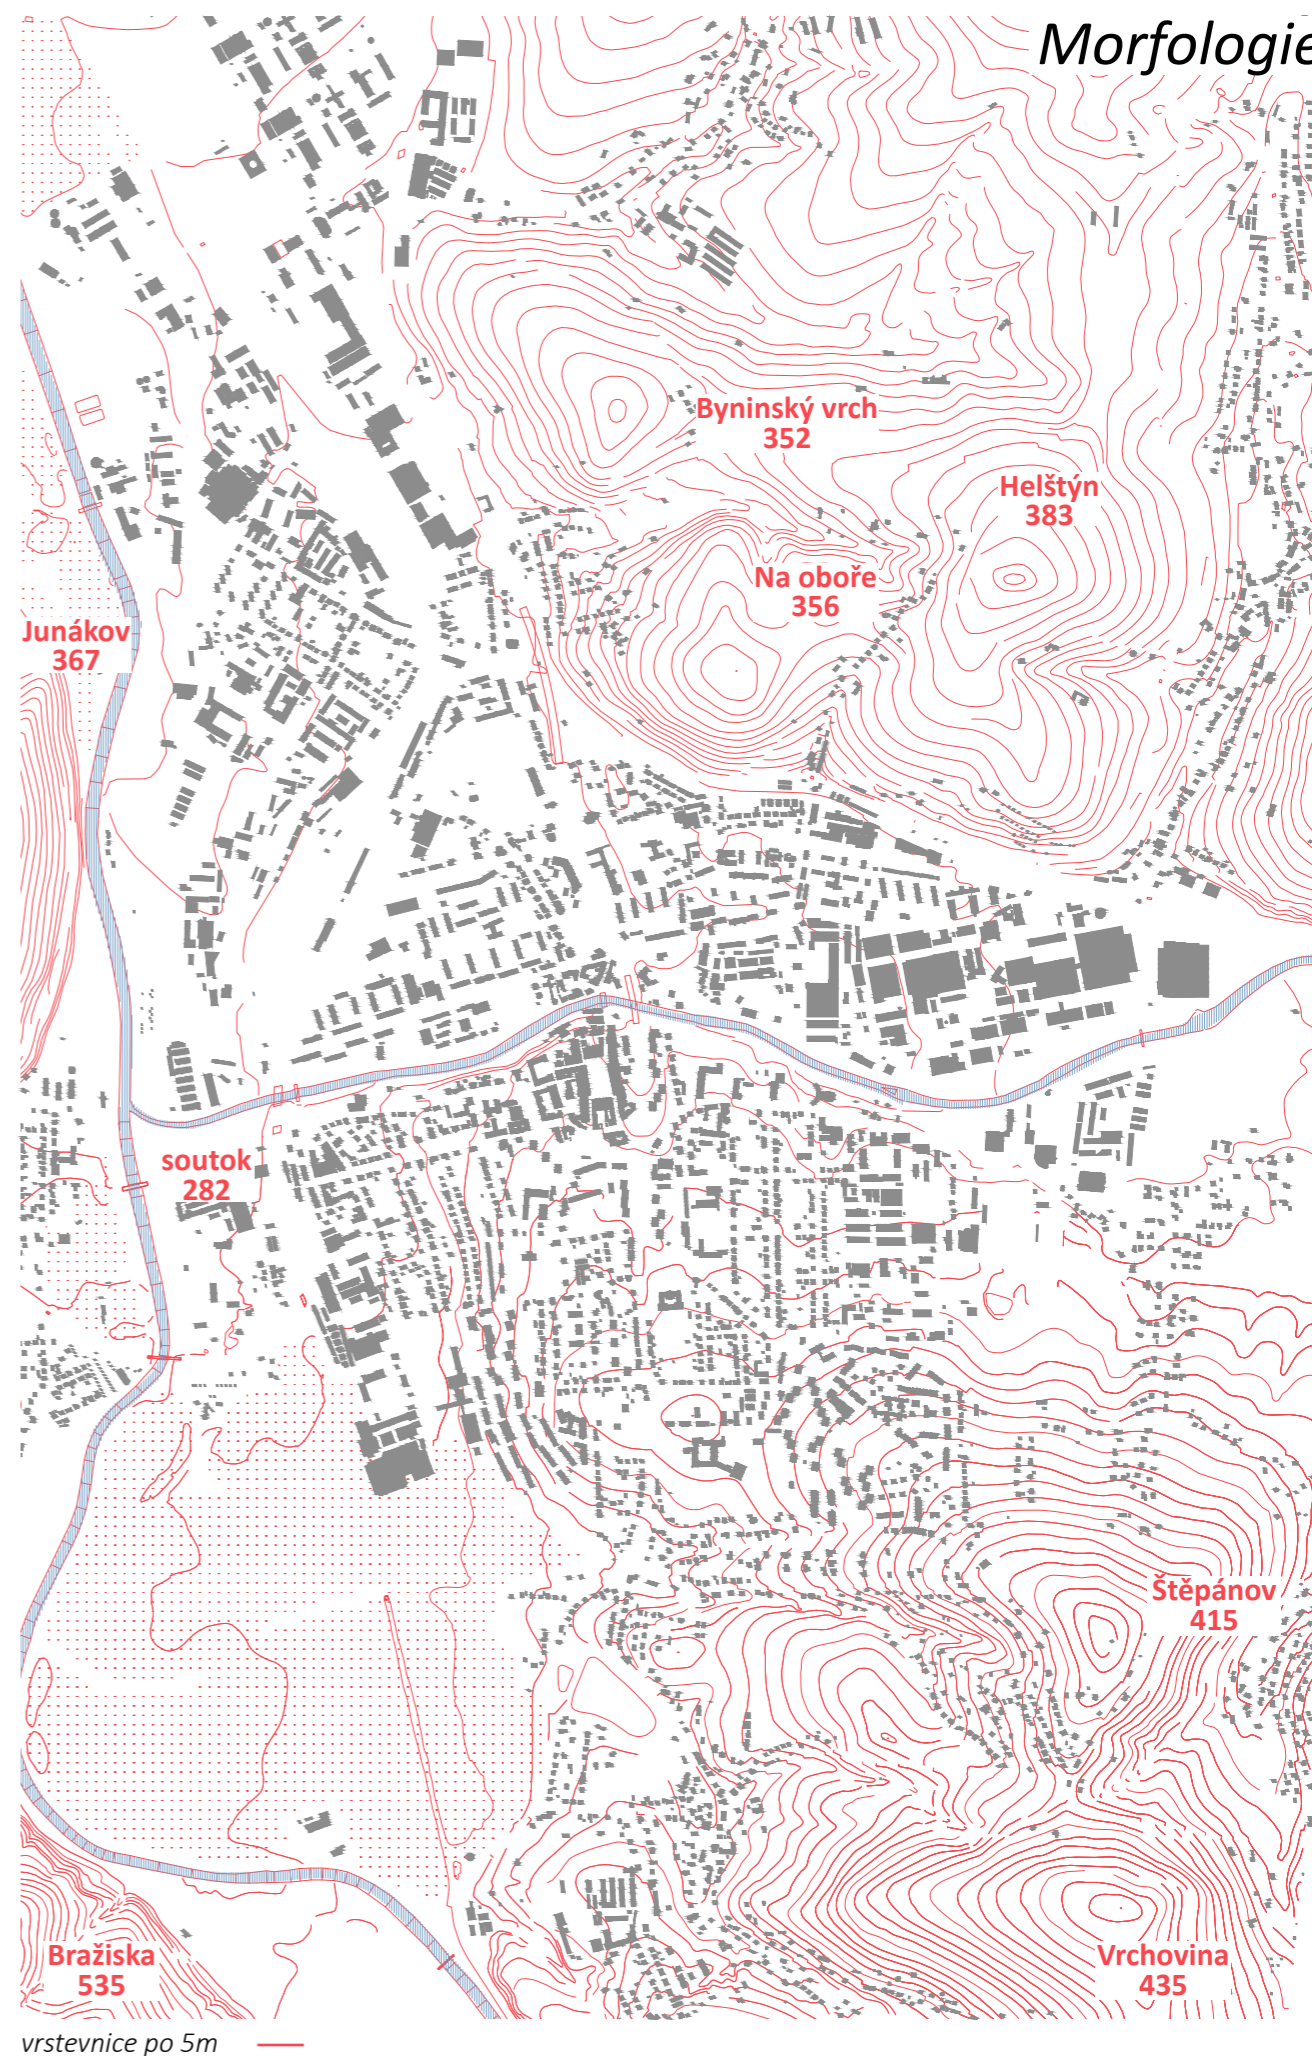 Morfologie
Byninský vrch
352
Helštýn
383
Na oboře
356
Junákov
367
soutok
282
Štěpánov
415
Bražiska
535
Vrchovina
435
vrstevnice po 5m